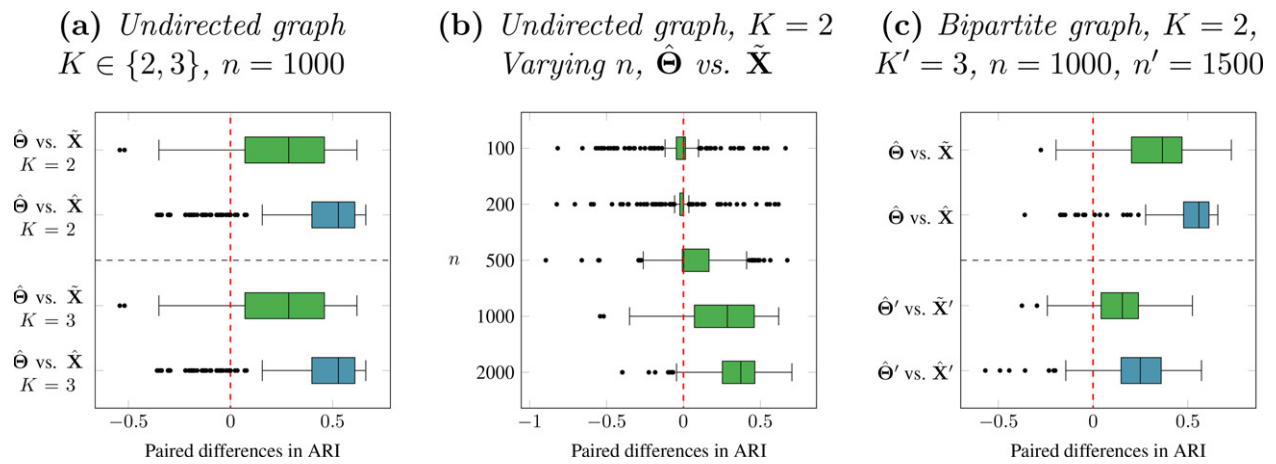 (a) Undirected graph
K ∈ {2, 3}, n = 1000
Θ̂ vs. X̃
K = 2
Θ̂ vs. X̂
K = 2
Θ̂ vs. X̃
K = 3
Θ̂ vs. X̂
K = 3
−0.5 0 0.5
Paired differences in ARI
(b) Undirected graph, K = 2
Varying n, Θ̂ vs. X̃
100
200
n 500
1000
2000
−1 −0.5 0 0.5
Paired differences in ARI
(c) Bipartite graph, K = 2,
K′ = 3, n = 1000, n′ = 1500
Θ̂ vs. X̃
Θ̂ vs. X̂
Θ̂′ vs. X̃′
Θ̂′ vs. X̂′
−0.5 0 0.5
Paired differences in ARI